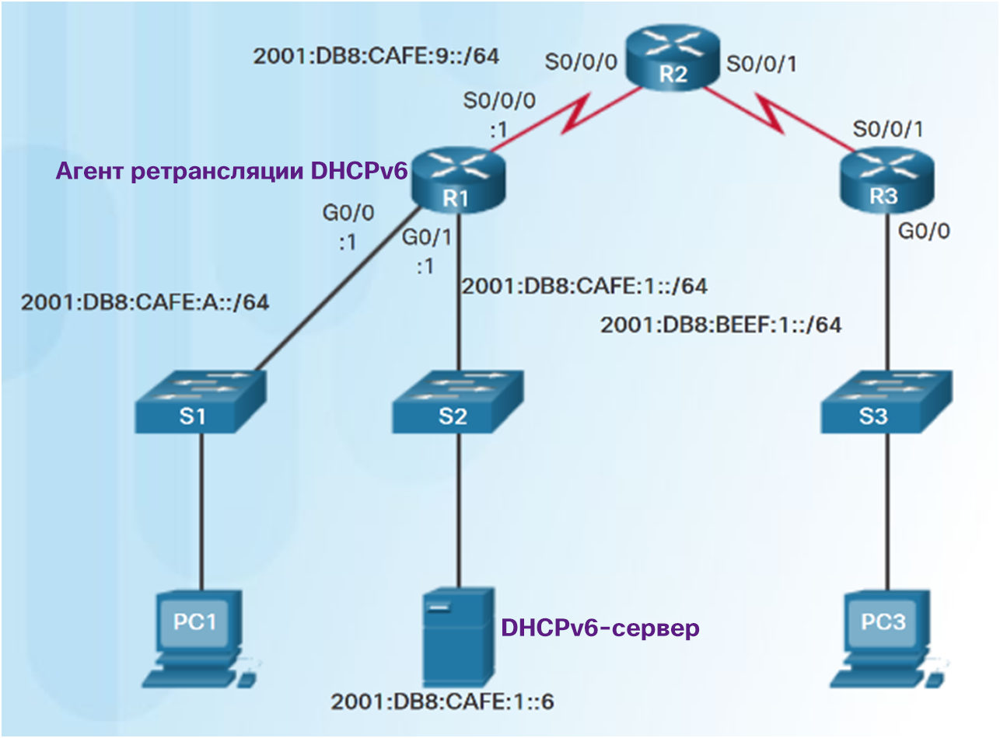 2001:DB8:CAFE:9::/64
S0/0/0
R2
S0/0/1
S0/0/0
:1
S0/0/1
Агент ретрансляции DHCPv6
R1
R3
G0/0
:1
G0/1
:1
G0/0
2001:DB8:CAFE:A::/64
2001:DB8:CAFE:1::/64
2001:DB8:BEEF:1::/64
S1
S2
S3
PC1
DHCPv6-сервер
PC3
2001:DB8:CAFE:1::6